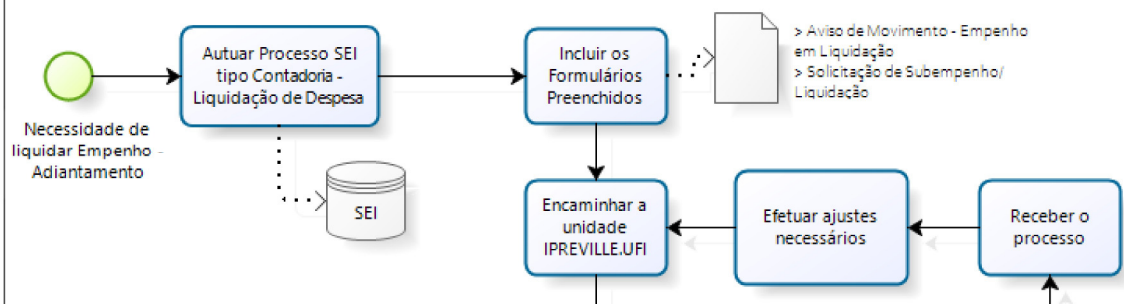 Autuar Processo SEI
tipo Contadoria -
Liquidação de Despesa
Incluir os
Formulários
Preenchidos
> Aviso de Movimento - Empenho
em Liquidação
> Solicitação de Subempenho/
Liquidação
Necessidade de
liquidar Empenho -
Adiantamento
SEI
Encaminhar a
unidade
IPREVILLE.UFI
Efetuar ajustes
necessários
Receber o
processo